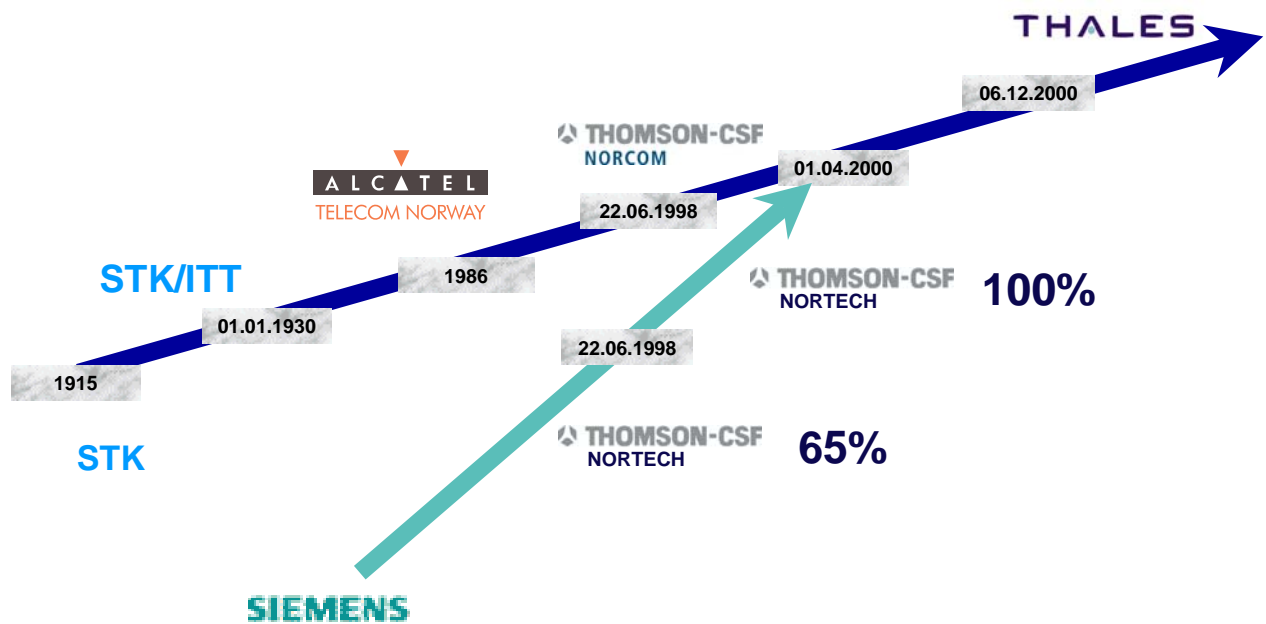 THALES
06.12.2000
THOMSON-CSF
NORCOM
01.04.2000
ALCATEL
TELECOM NORWAY
22.06.1998
STK/ITT
1986
THOMSON-CSF
NORTECH
100%
01.01.1930
22.06.1998
1915
THOMSON-CSF
NORTECH
65%
STK
SIEMENS